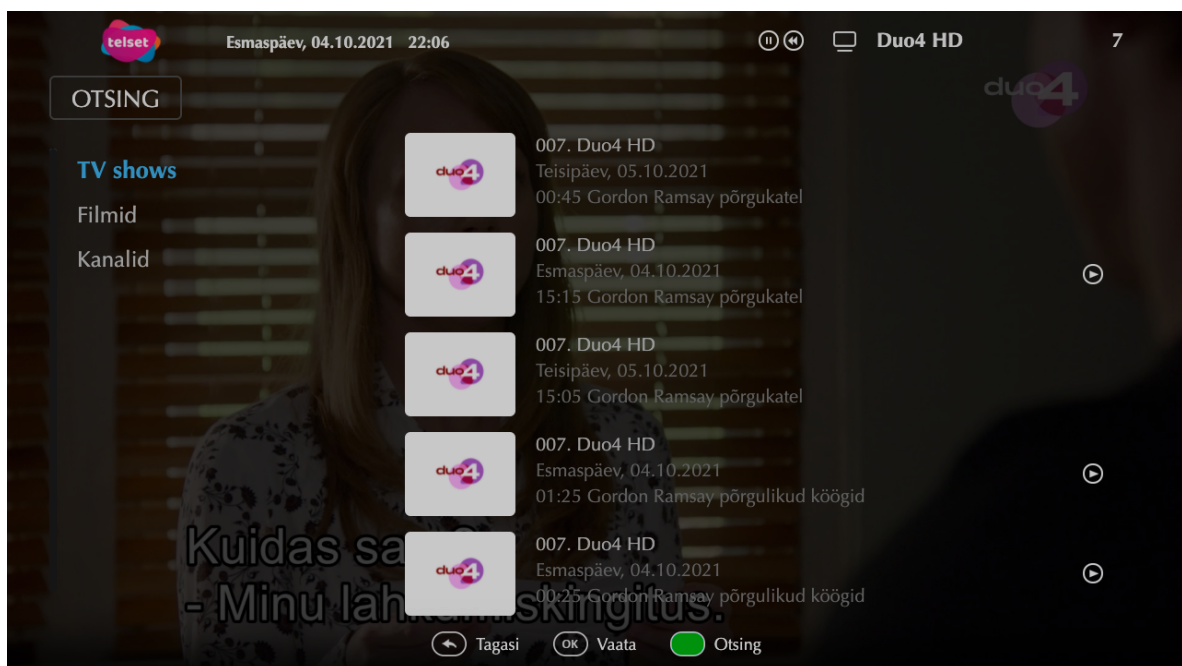 telset
Esmaspäev, 04.10.2021 22:06
Duo4 HD
7
OTSING
duo4
TV shows
Filmid
Kanalid
duo4
007. Duo4 HD
Teisipäev, 05.10.2021
00:45 Gordon Ramsay põrgukatel
duo4
007. Duo4 HD
Esmaspäev, 04.10.2021
15:15 Gordon Ramsay põrgukatel
duo4
007. Duo4 HD
Teisipäev, 05.10.2021
15:05 Gordon Ramsay põrgukatel
duo4
007. Duo4 HD
Esmaspäev, 04.10.2021
01:25 Gordon Ramsay põrgulikud köögid
duo4
007. Duo4 HD
Esmaspäev, 04.10.2021
00:25 Gordon Ramsay põrgulikud köögid
Kuidas
- Minu
Tagasi
OK Vaata
Otsing